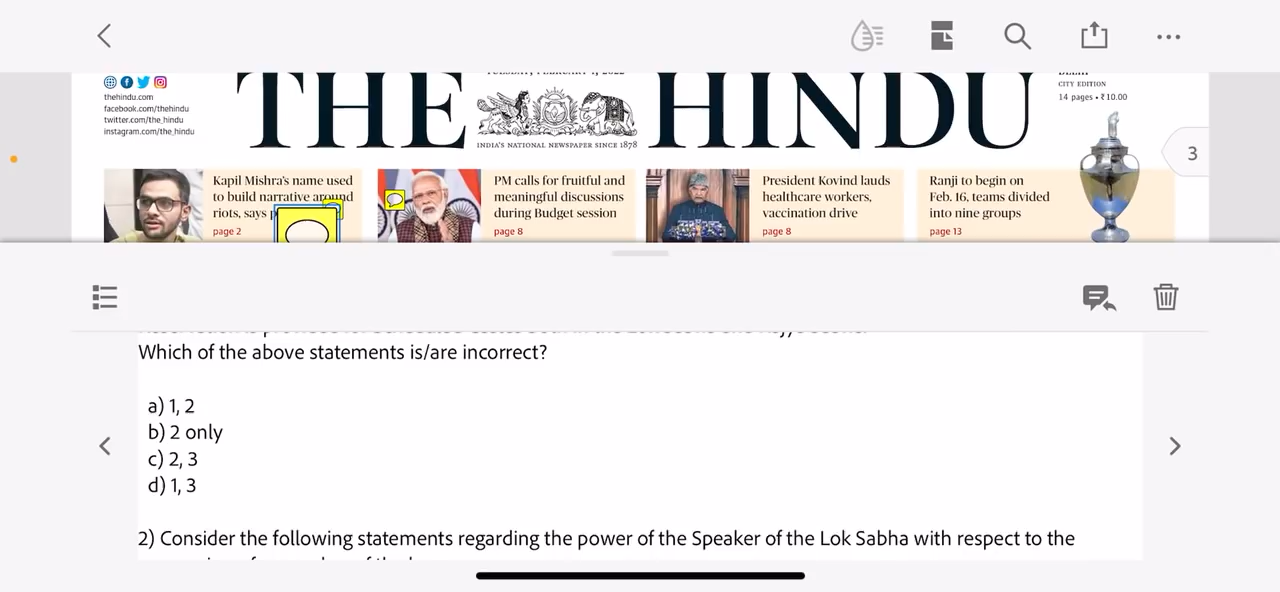 THE HINDU
CITY EDITION
14 pages • ₹10.00
thehindu.com
facebook.com/thehindu
twitter.com/the_hindu
instagram.com/the_hindu
INDIA'S NATIONAL NEWSPAPER SINCE 1878
3
Kapil Mishra's name used
to build narrative around
riots, says
page 2
PM calls for fruitful and
meaningful discussions
during Budget session
page 8
President Kovind lauds
healthcare workers,
vaccination drive
page 8
Ranji to begin on
Feb. 16, teams divided
into nine groups
page 13
Which of the above statements is/are incorrect?
a) 1, 2
b) 2 only
c) 2, 3
d) 1, 3
2) Consider the following statements regarding the power of the Speaker of the Lok Sabha with respect to the